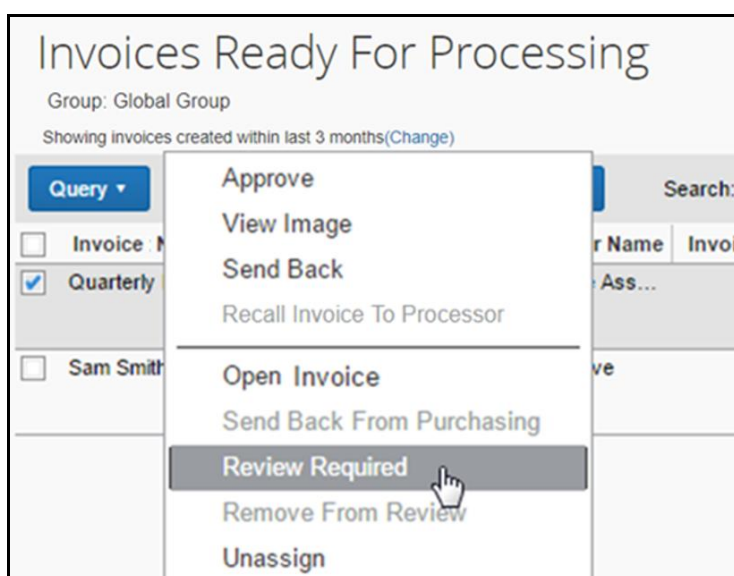 Invoices Ready For Processing
Group: Global Group
Showing invoices created within last 3 months(Change)
Query
Search:
Invoice
Name
Quarterly
Ass...
Sam Smith
Approve
View Image
Send Back
Recall Invoice To Processor
Open Invoice
Send Back From Purchasing
Review Required
Remove From Review
Unassign